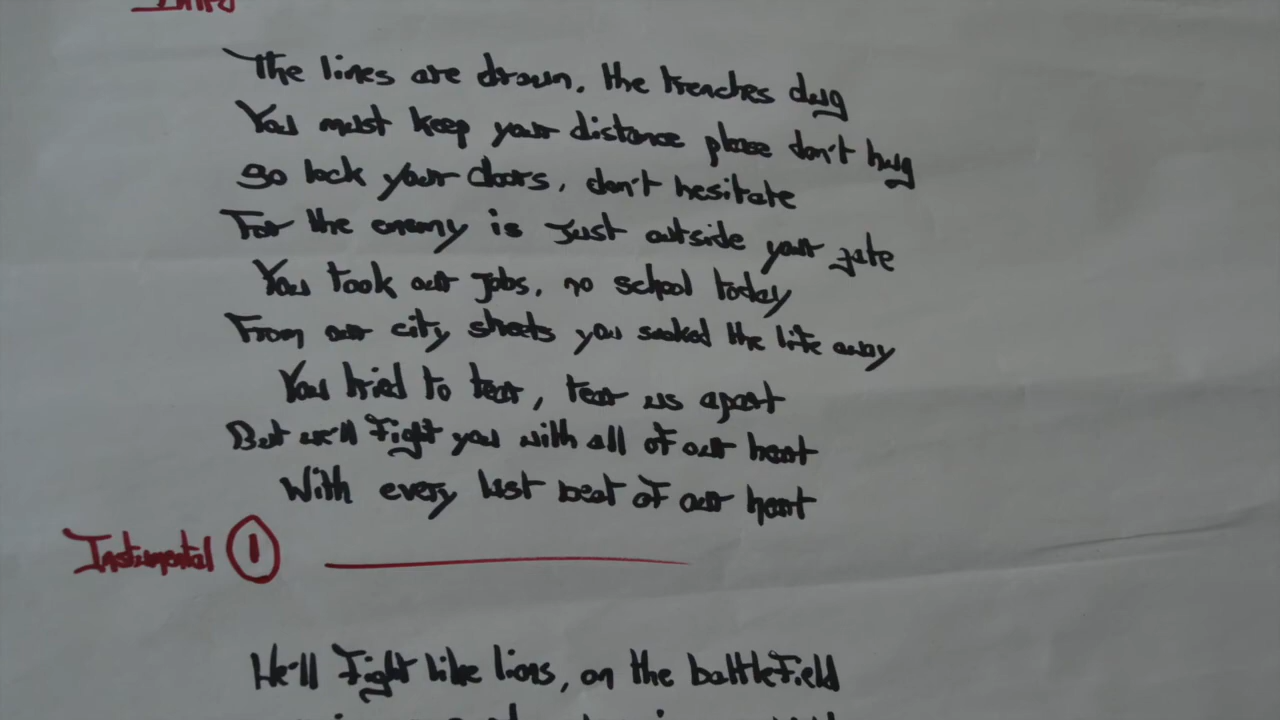 Intro
The lines are drawn, the trenches dug
You must keep your distance please don't hug
So lock your doors, don't hesitate
For the enemy is just outside your gate
You took our jobs, no school today
From our city streets you sucked the life away
You tried to tear, tear us apart
But we'll fight you with all of our heart
With every last beat of our heart
Instrumental 1
We'll fight like lions, on the battlefield